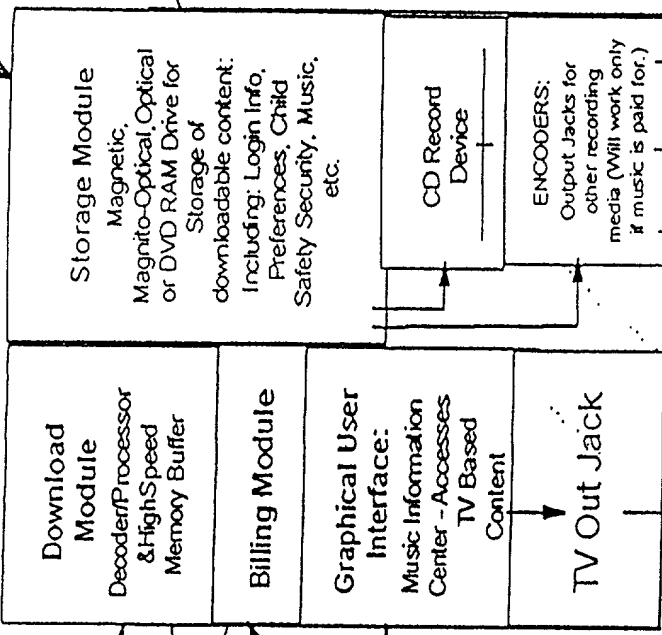 Storage Module
Magnetic,
Magnito-Optical, Optical
or DVD RAM Drive for
Storage of
downloadable content:
Including: Login Info,
Preferences, Child
Safety Security, Music,
etc.
CD Record
Device
ENCODERS:
Output Jacks for
other recording
media (Will work only
if music is paid for.)
Download
Module
Decoder/Processor
&HighSpeed
Memory Buffer
Billing Module
Graphical User
Interface:
Music Information
Center - Accesses
TV Based
Content
TV Out Jack